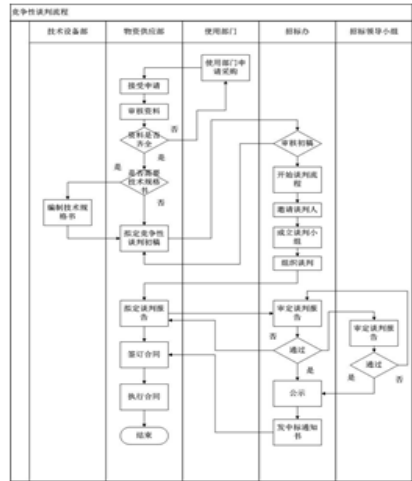 竞争性谈判流程
技术设备部
物资供应部
使用部门
招标办
招标领导小组
使用部门申
请采购
接受申请
审核资料
资料是否
齐全
否
是
是
是否需要
技术规格
书
否
编制技术规
格书
拟定竞争性
谈判初稿
审核初稿
开始谈判流
程
邀请谈判人
成立谈判小
组
组织谈判
拟定谈判报
告
审定谈判报
告
审定谈判报
告
否
通过
是
通过
是
否
签订合同
公示
执行合同
发中标通知
书
结束